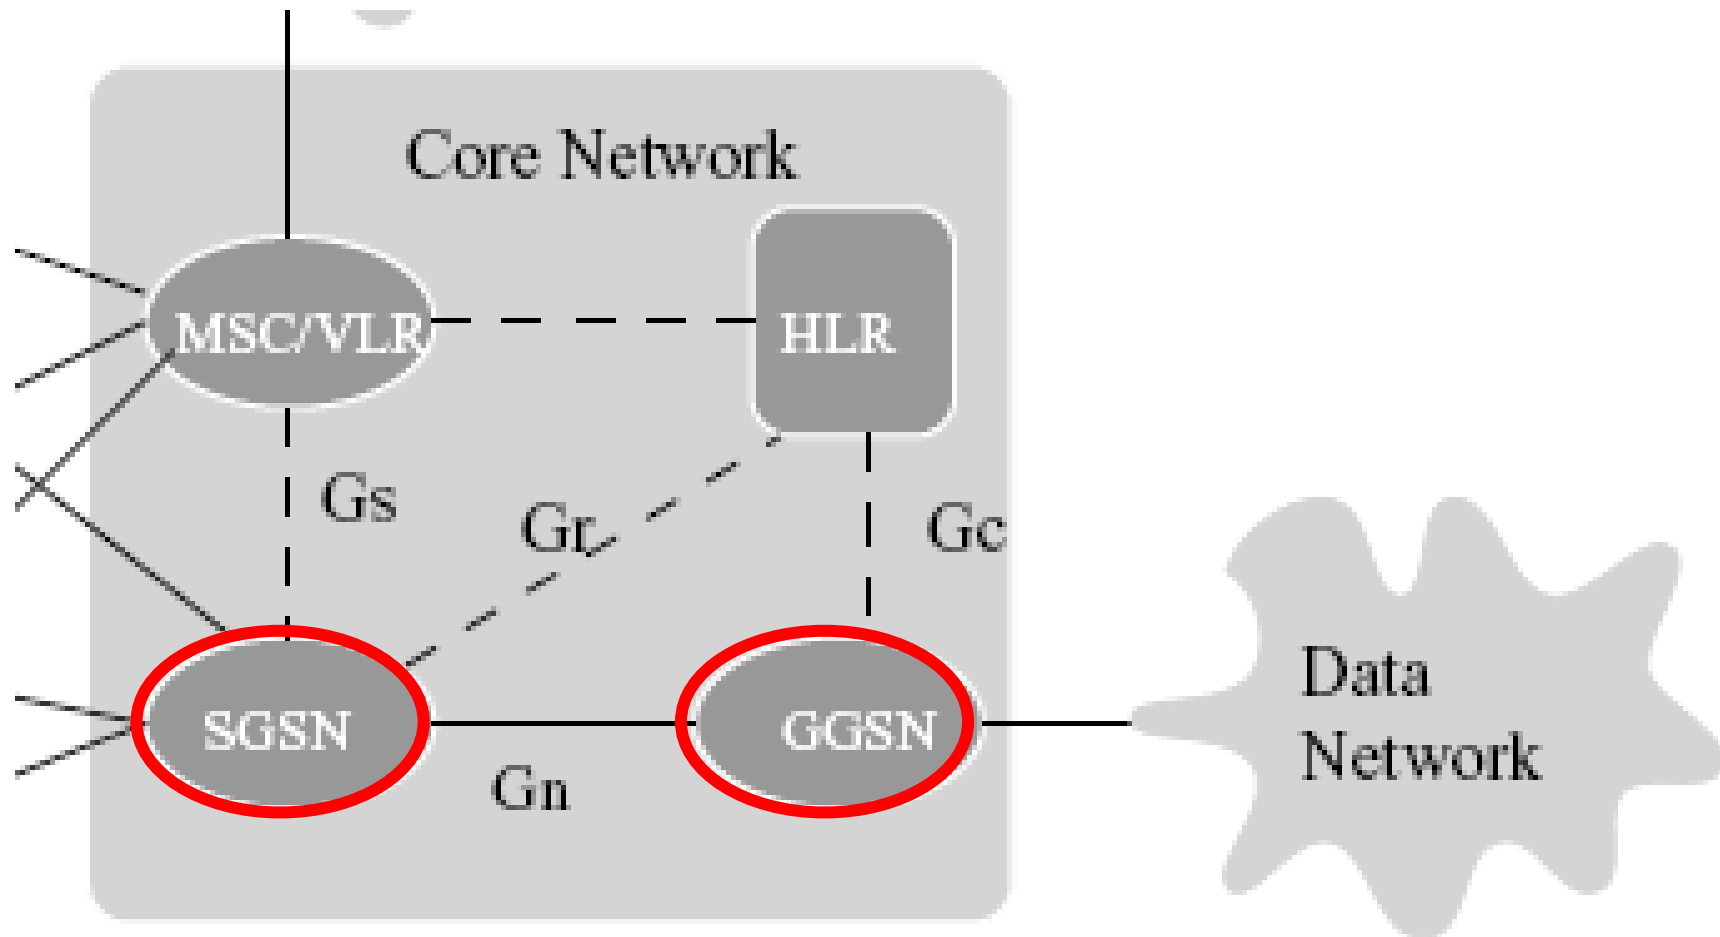 Core Network
MSC/VLR
HLR
Gs
Gr
Gc
SGSN
GGSN
Gn
Data
Network